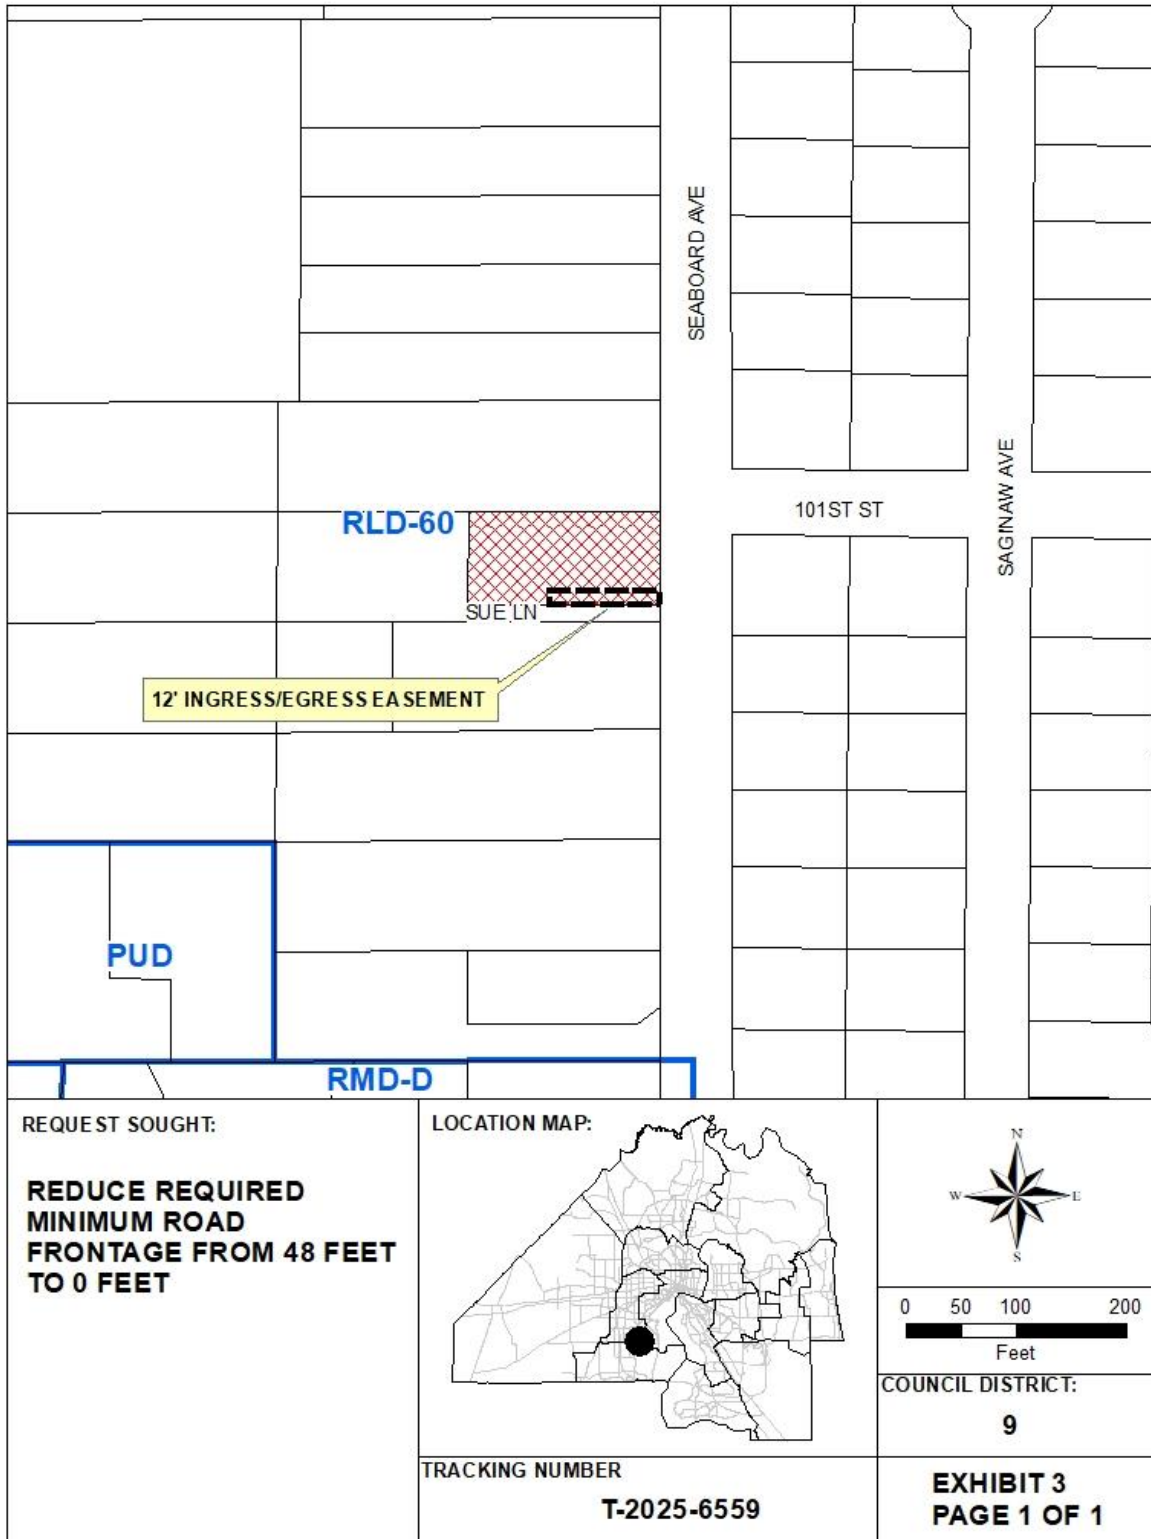 SEABOARD AVE
101ST ST
SAGINAW AVE
RLD-60
SUE LN
12' INGRESS/EGRESS EASEMENT
PUD
RMD-D
REQUEST SOUGHT:
REDUCE REQUIRED
MINIMUM ROAD
FRONTAGE FROM 48 FEET
TO 0 FEET
LOCATION MAP:
N
W
E
S
0 50 100 200
Feet
COUNCIL DISTRICT:
9
TRACKING NUMBER
T-2025-6559
EXHIBIT 3
PAGE 1 OF 1